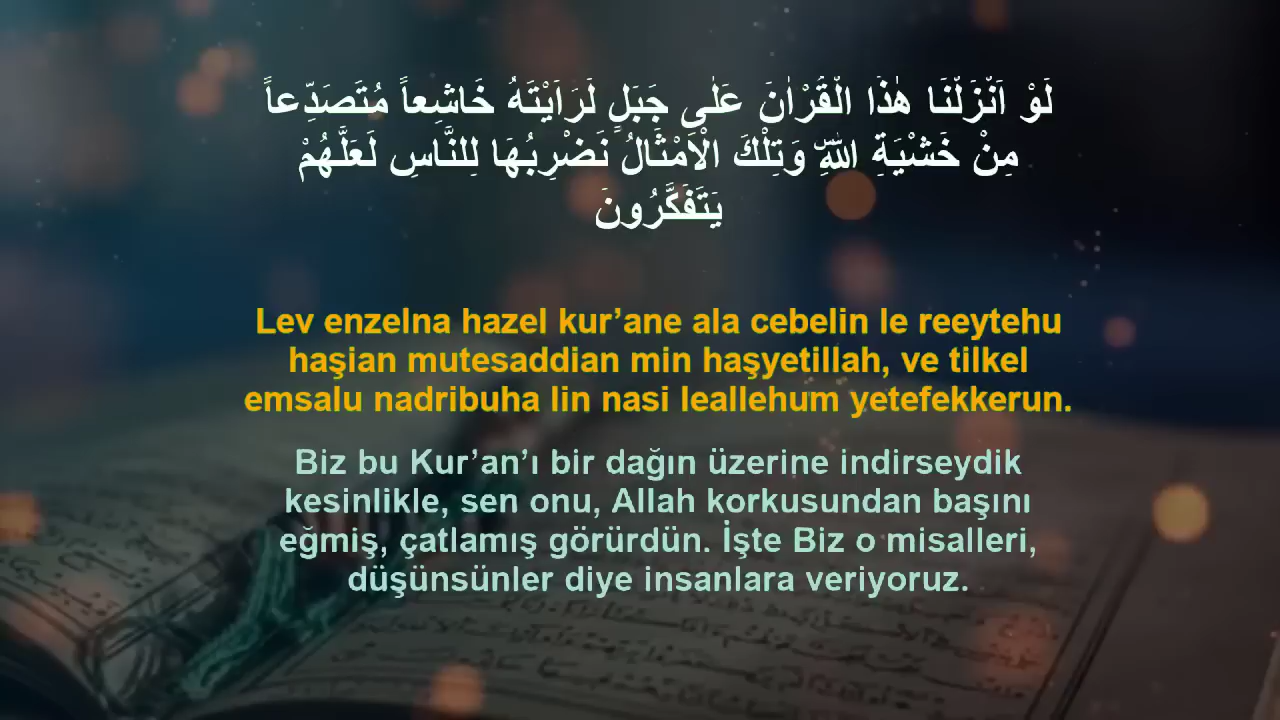 لَوْ اَنْزَلْنَا هٰذَا الْقُرْاٰنَ عَلٰى جَبَلٍ لَرَاَيْتَهُ خَاشِعاً مُتَصَدِّعاً
مِنْ خَشْيَةِ اللّٰهِ وَتِلْكَ الْاَمْثَالُ نَضْرِبُهَا لِلنَّاسِ لَعَلَّهُمْ
يَتَفَكَّرُونَ
Lev enzelna hazel kur’ane ala cebelin le reeytehu
haşian mutesaddian min haşyetillah, ve tilkel
emsalu nadribuha lin nasi leallehum yetefekkerun.
Biz bu Kur’an’ı bir dağın üzerine indirseydik
kesinlikle, sen onu, Allah korkusundan başını
eğmiş, çatlamış görürdün. İşte Biz o misalleri,
düşünsünler diye insanlara veriyoruz.